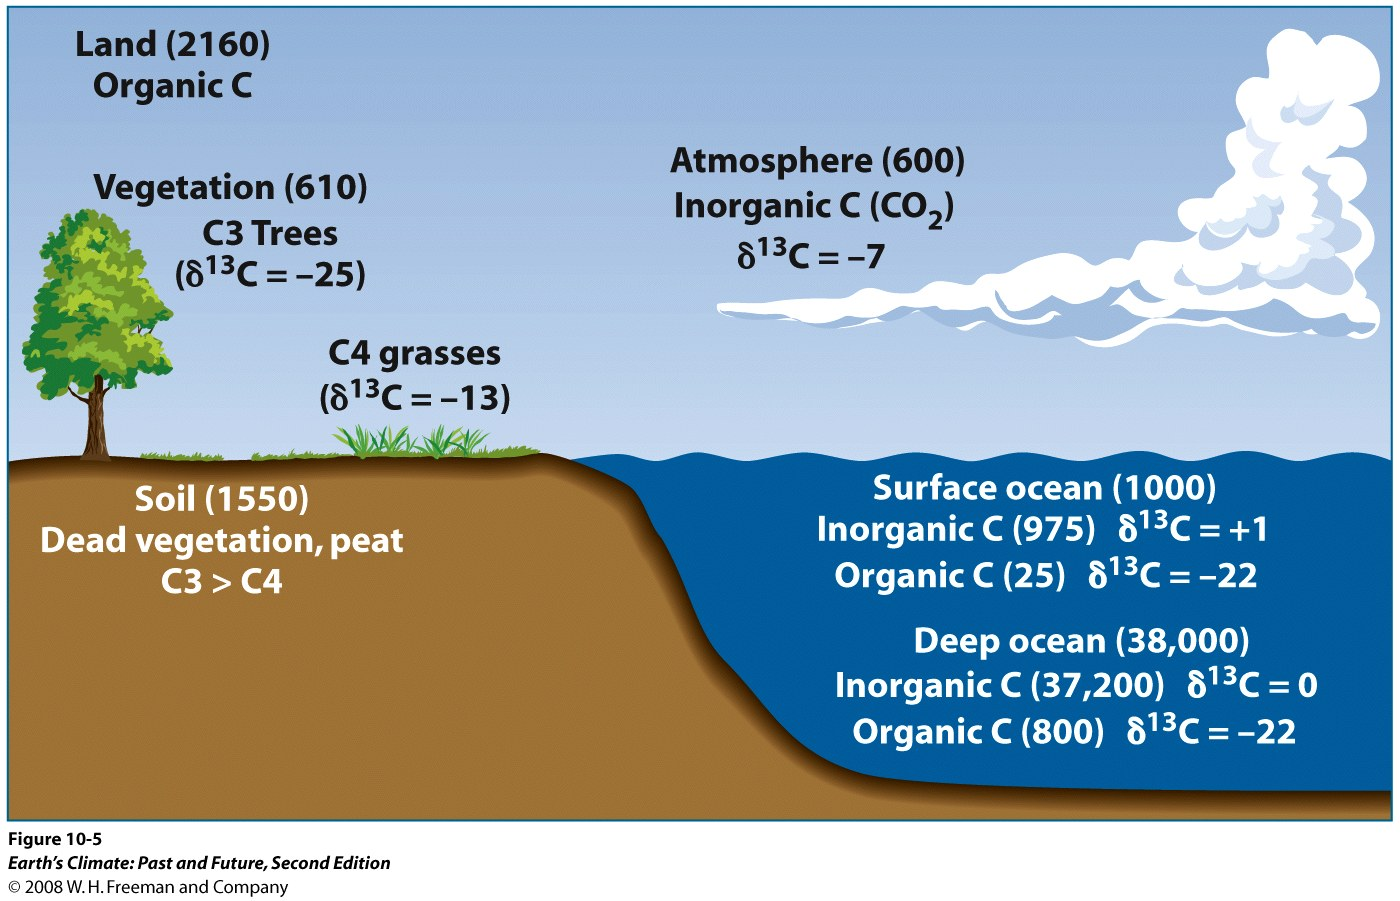 Land (2160)
Organic C
Vegetation (610)
C3 Trees
(δ¹³C = –25)
C4 grasses
(δ¹³C = –13)
Atmosphere (600)
Inorganic C (CO₂)
δ¹³C = –7
Soil (1550)
Dead vegetation, peat
C3 > C4
Surface ocean (1000)
Inorganic C (975) δ¹³C = +1
Organic C (25) δ¹³C = –22
Deep ocean (38,000)
Inorganic C (37,200) δ¹³C = 0
Organic C (800) δ¹³C = –22
Figure 10-5
Earth's Climate: Past and Future, Second Edition
© 2008 W. H. Freeman and Company